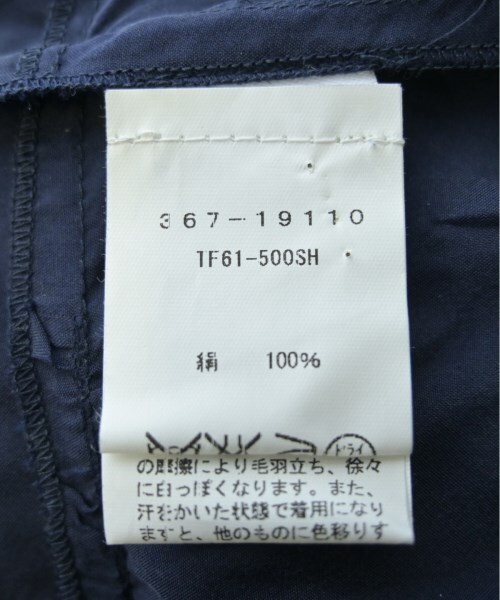 367-19110
TF61-500SH
絹 100%
ドライ
の摩擦により毛羽立ち、徐々
に白っぽくなります。また、
汗をかいた状態で着用になり
ますと、他のものに色移りす